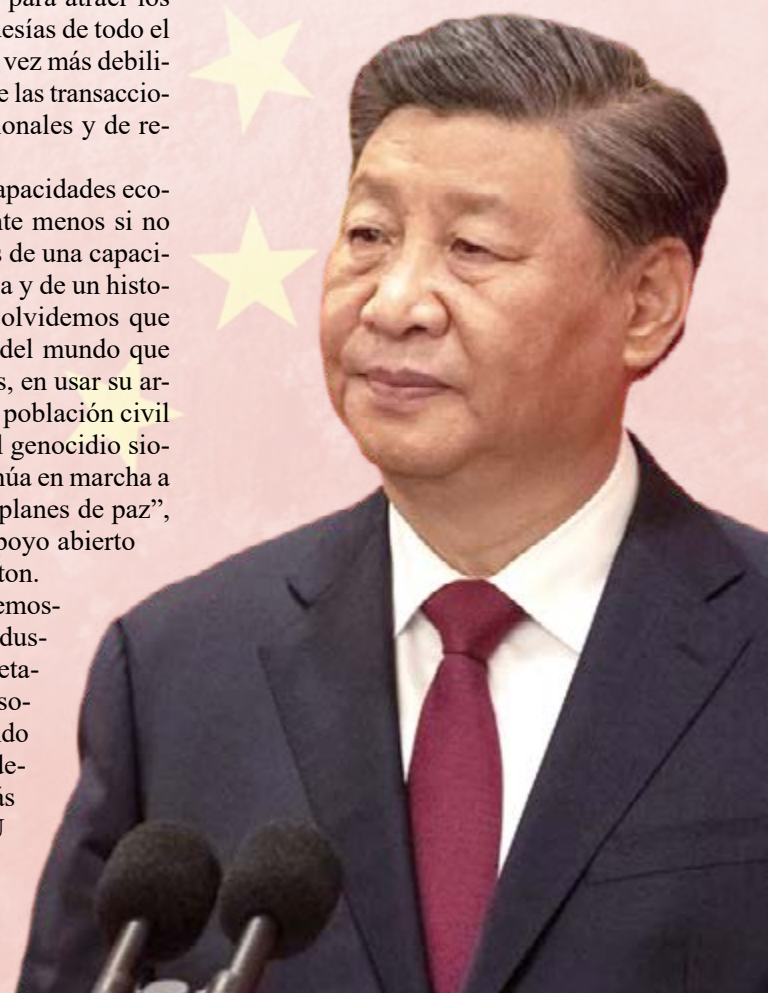 para atraer los
esías de todo el
vez más debili-
e las transaccio-
onales y de re-
apacidades eco-
nte menos si no
s de una capaci-
a y de un histo-
olvidemos que
del mundo que
s, en usar su ar-
población civil
l genocidio sio-
núa en marcha a
planes de paz”,
poyo abierto
ton.
emos-
dus-
eta-
so-
do
de-
ás
U